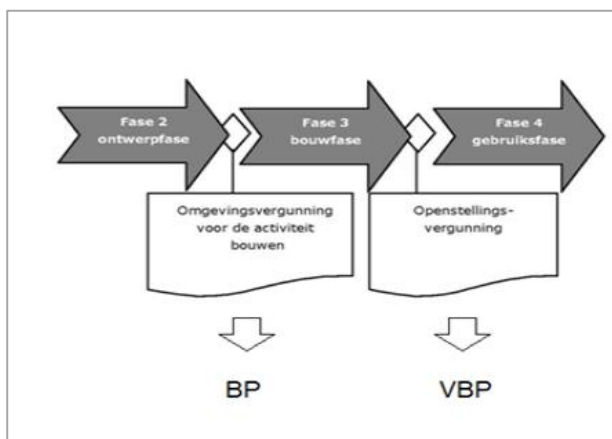 Fase 2
ontwerpfase
Fase 3
bouwfase
Fase 4
gebruiksfase
Omgevingsvergunning
voor de activiteit
bouwen
Openstellings-
vergunning
BP
VBP